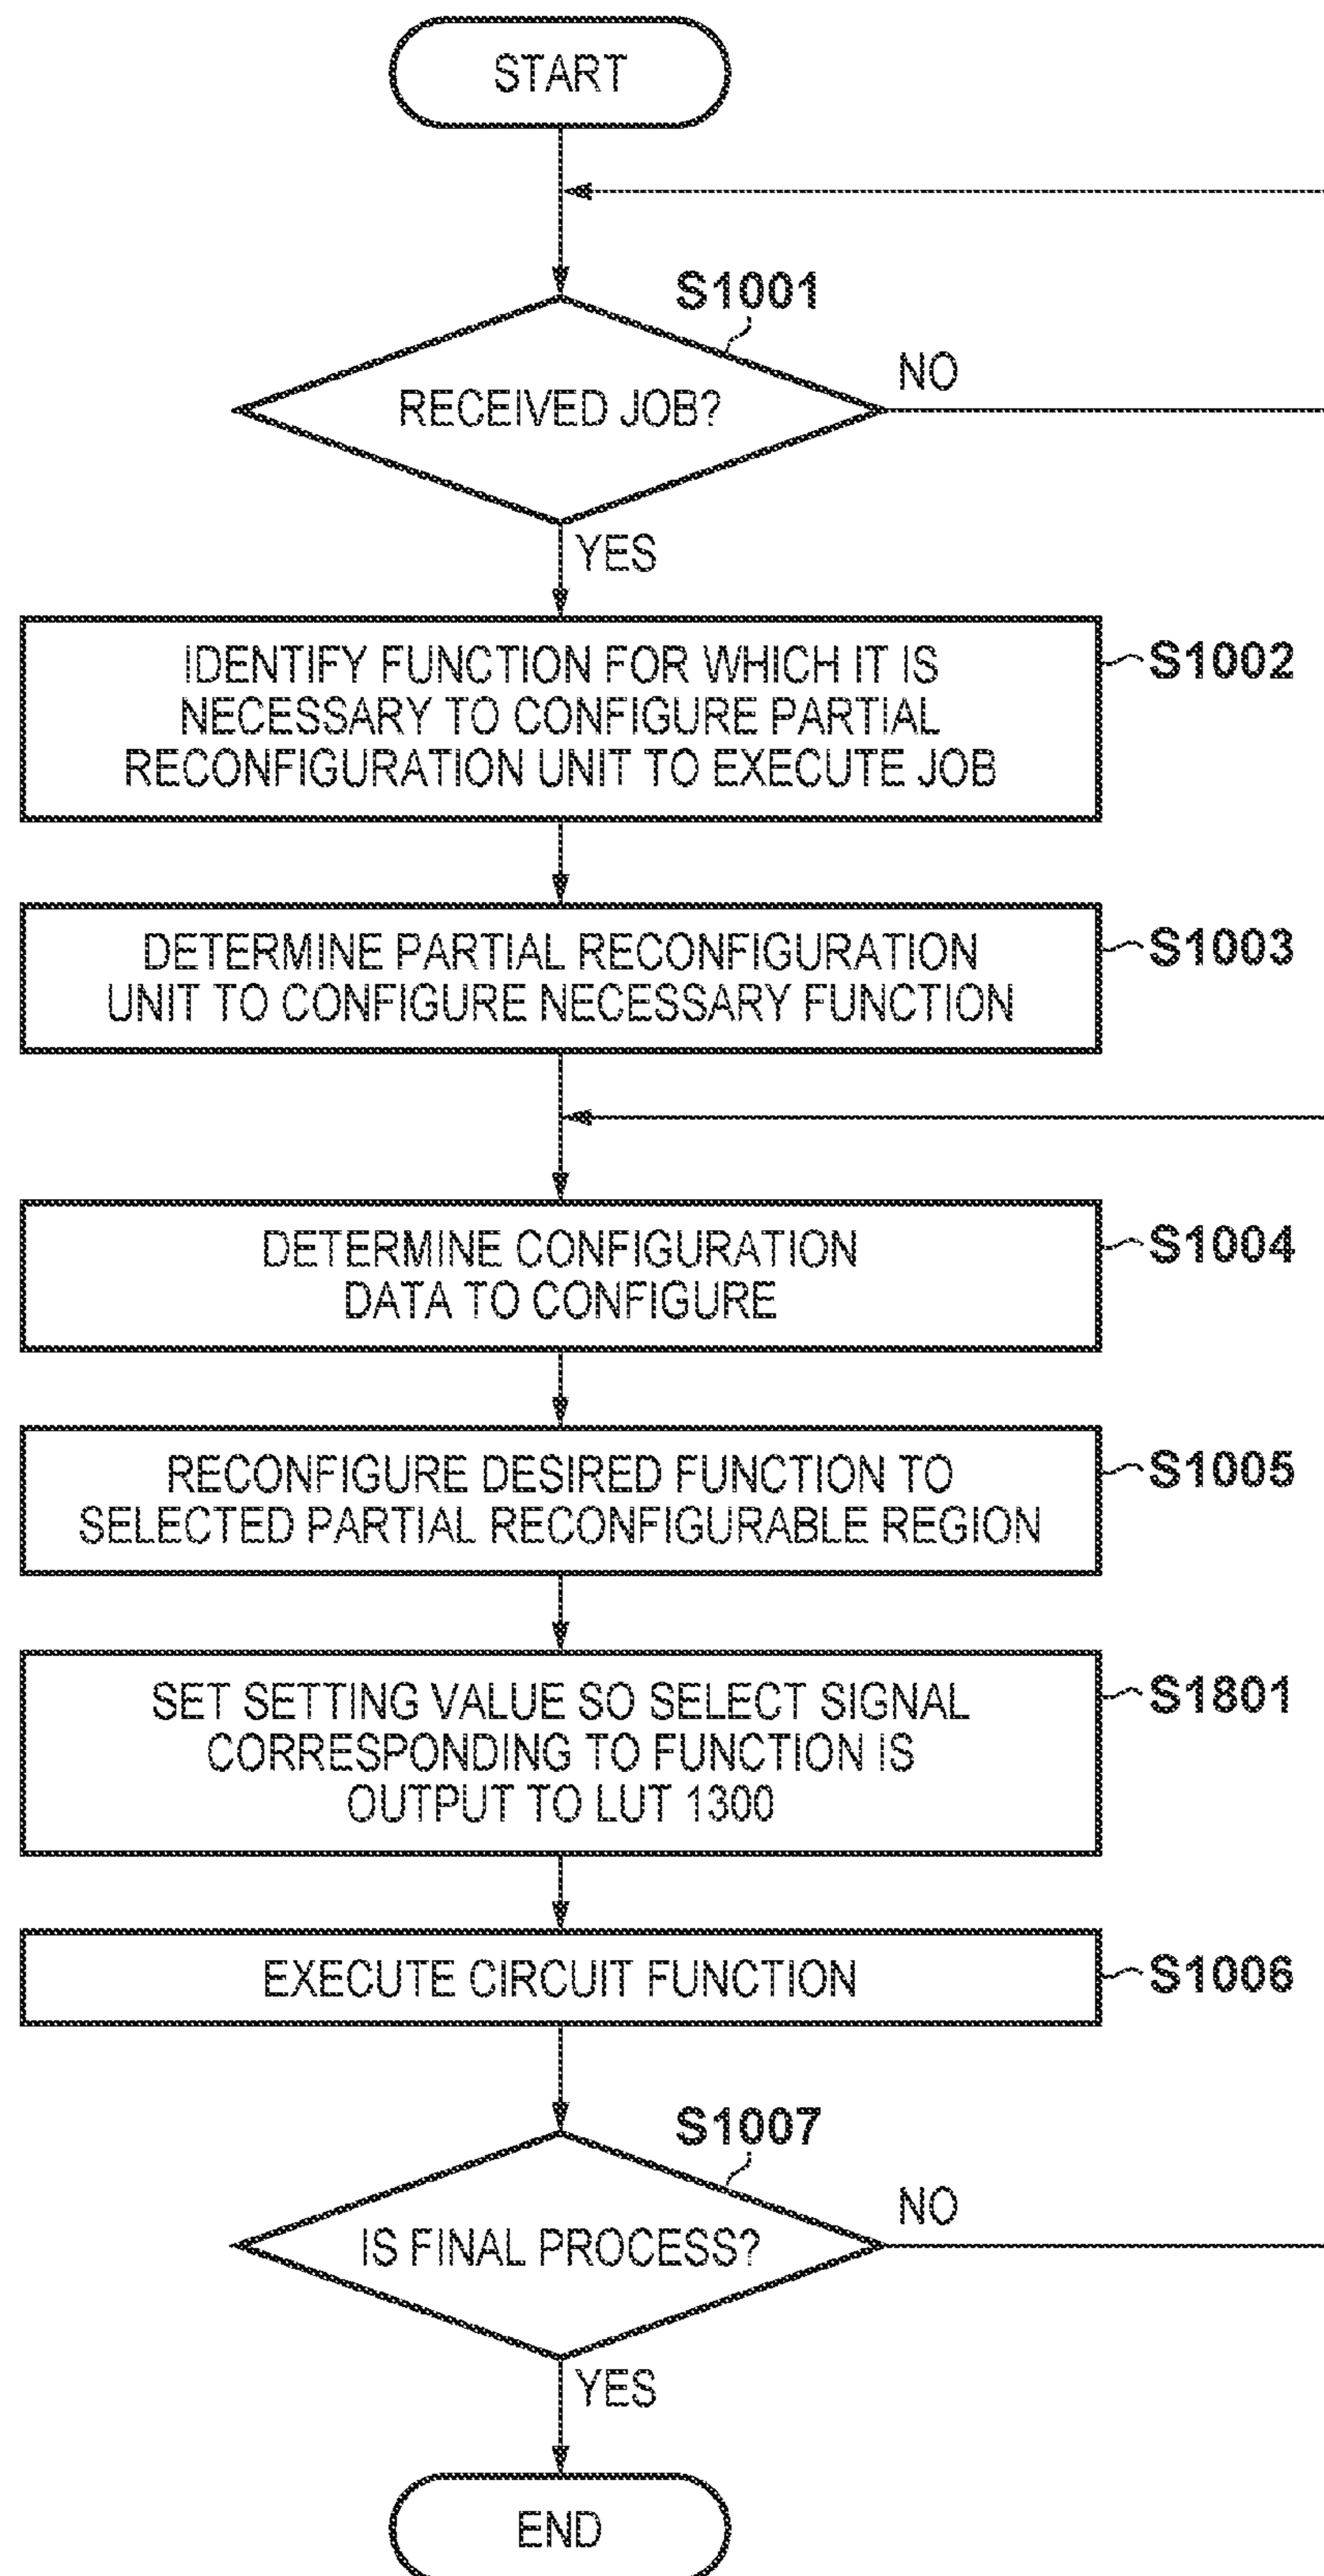 START
S1001
RECEIVED JOB?
NO
YES
IDENTIFY FUNCTION FOR WHICH IT IS
NECESSARY TO CONFIGURE PARTIAL
RECONFIGURATION UNIT TO EXECUTE JOB
S1002
DETERMINE PARTIAL RECONFIGURATION
UNIT TO CONFIGURE NECESSARY FUNCTION
S1003
DETERMINE CONFIGURATION
DATA TO CONFIGURE
S1004
RECONFIGURE DESIRED FUNCTION TO
SELECTED PARTIAL RECONFIGURABLE REGION
S1005
SET SETTING VALUE SO SELECT SIGNAL
CORRESPONDING TO FUNCTION IS
OUTPUT TO LUT 1300
S1801
EXECUTE CIRCUIT FUNCTION
S1006
S1007
IS FINAL PROCESS?
NO
YES
END